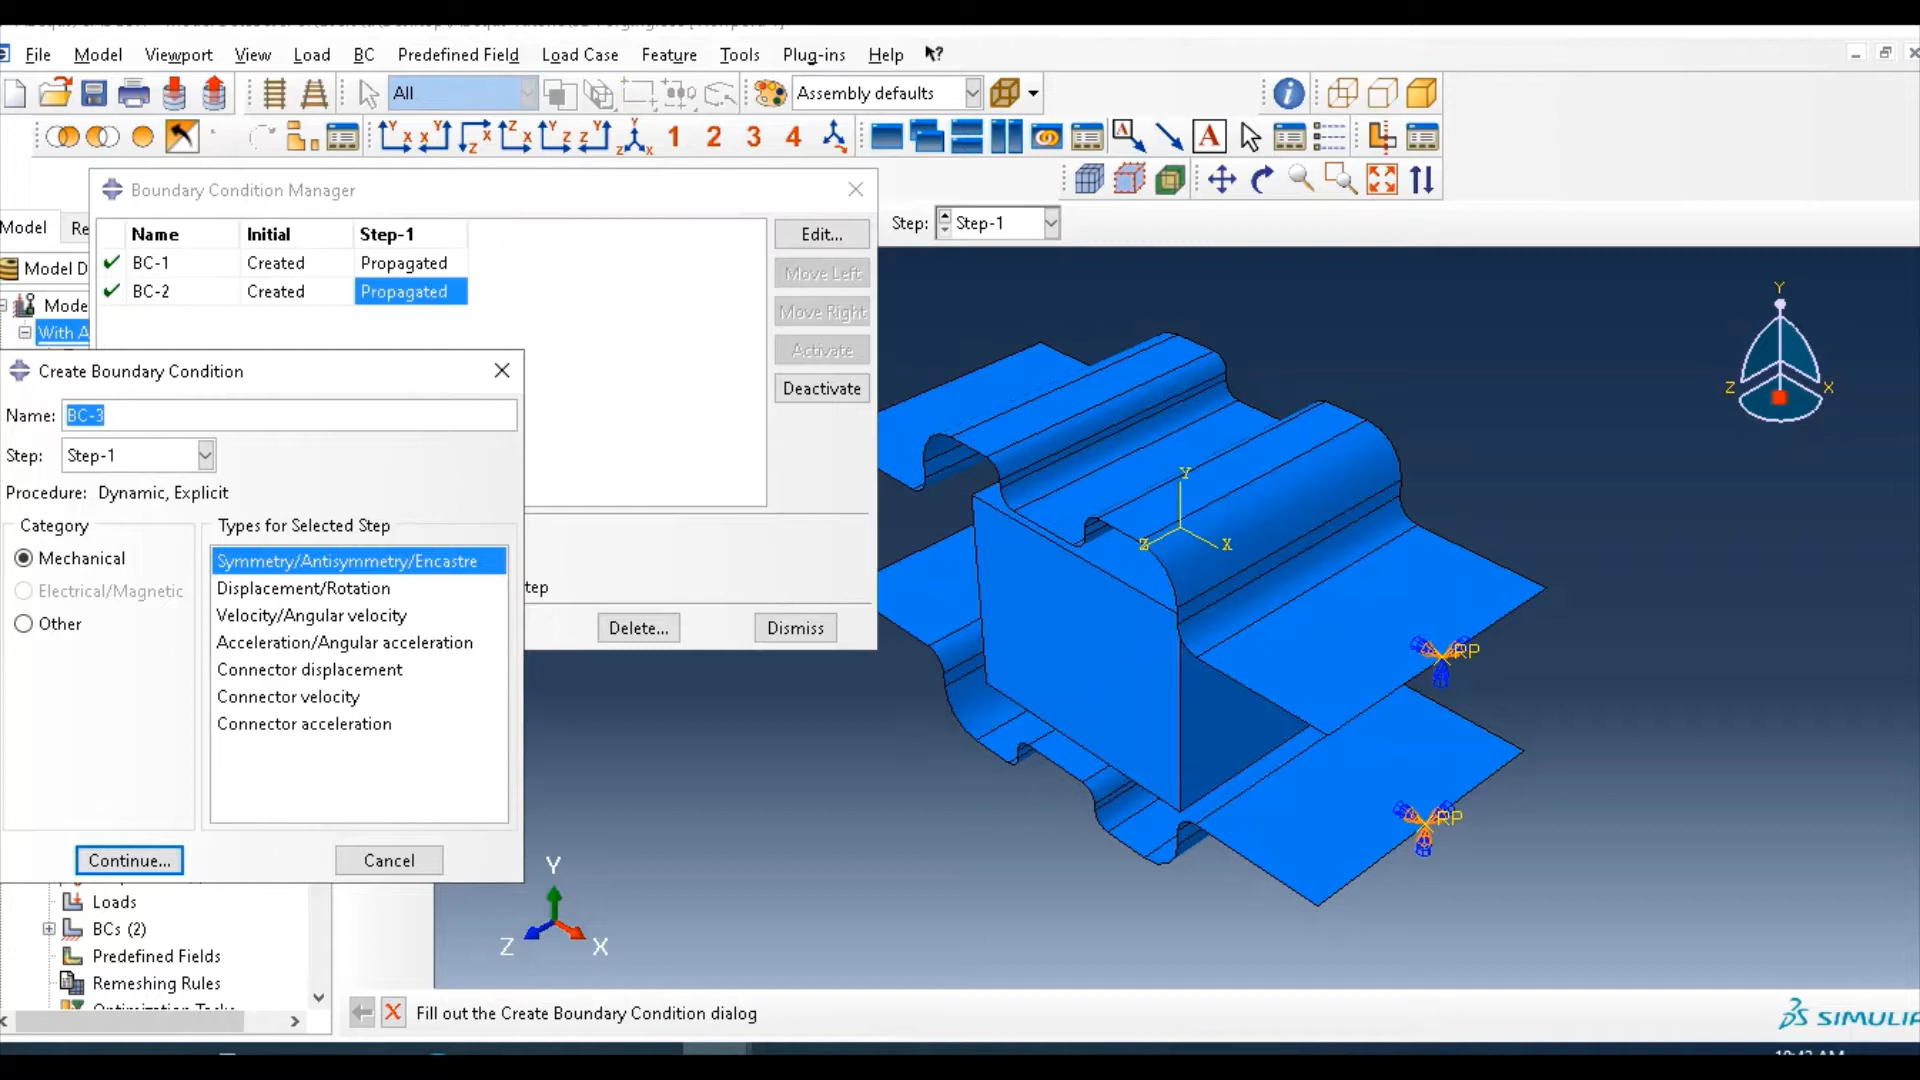 File Model Viewport View Load BC Predefined Field Load Case Feature Tools Plug-ins Help
All Assembly defaults
1 2 3 4 A A
Boundary Condition Manager
Step: Step-1
Model Re
Name Initial Step-1 Edit...
BC-1 Created Propagated
BC-2 Created Propagated
Move Left
Move Right
Activate
Deactivate
Model D
Mode
With A
Create Boundary Condition
Name: BC-3
Step: Step-1
Procedure: Dynamic, Explicit
Category Types for Selected Step
Mechanical
Electrical/Magnetic
Other
Symmetry/Antisymmetry/Encastre
Displacement/Rotation
Velocity/Angular velocity
Acceleration/Angular acceleration
Connector displacement
Connector velocity
Connector acceleration
tep
Delete... Dismiss
Continue... Cancel
Y
Z X
Y
Z X
RP
RP
Y
Z X
Loads
BCs (2)
Predefined Fields
Remeshing Rules
Fill out the Create Boundary Condition dialog
SIMULIA